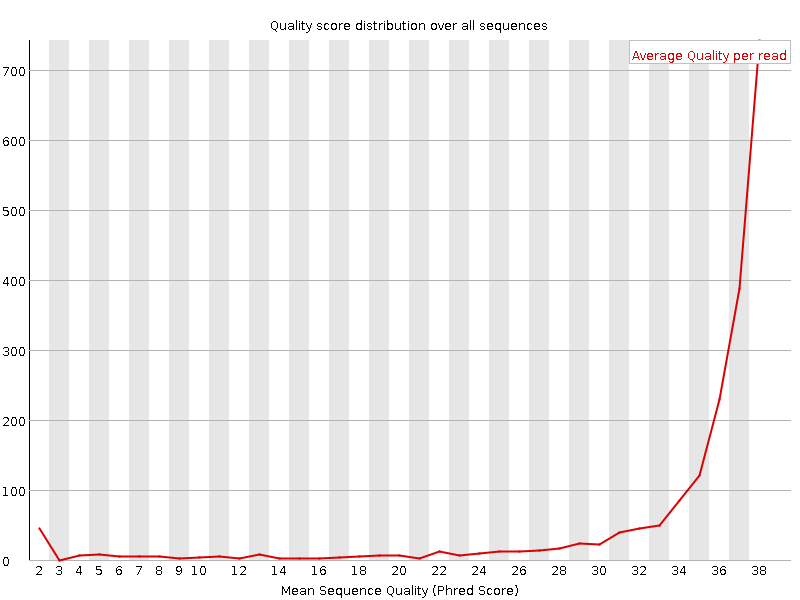 Quality score distribution over all sequences
Average Quality per read
700
600
500
400
300
200
100
0
2 3 4 5 6 7 8 9 10 12 14 16 18 20 22 24 26 28 30 32 34 36 38
Mean Sequence Quality (Phred Score)